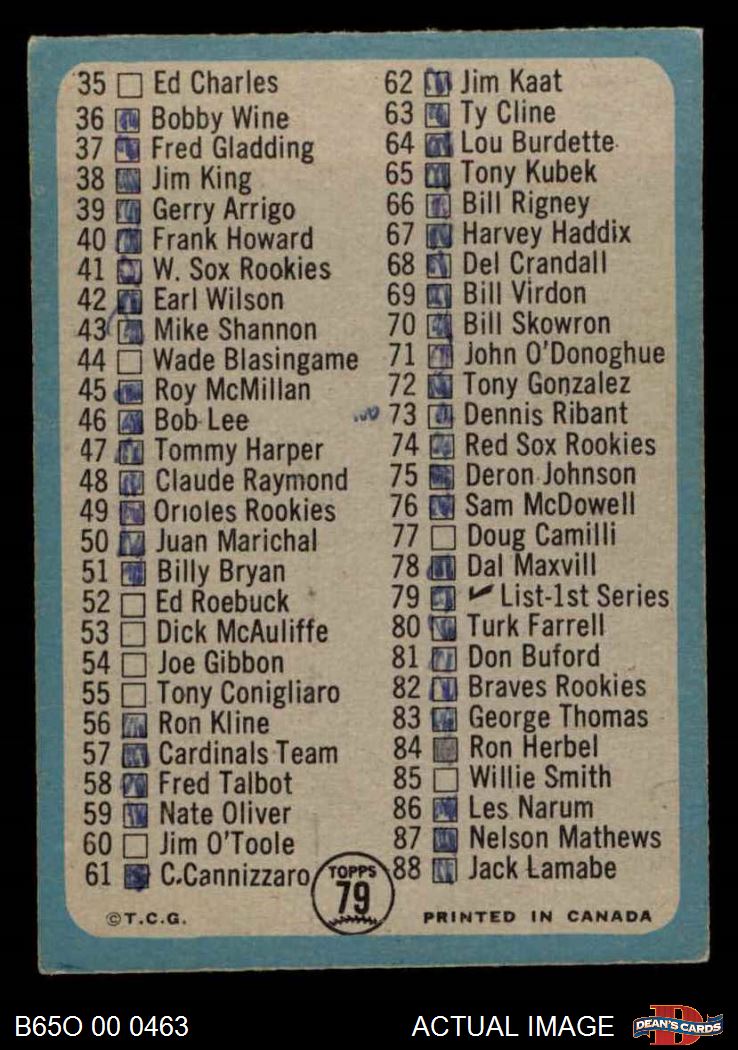 35 Ed Charles
36 Bobby Wine
37 Fred Gladding
38 Jim King
39 Gerry Arrigo
40 Frank Howard
41 W. Sox Rookies
42 Earl Wilson
43 Mike Shannon
44 Wade Blasingame
45 Roy McMillan
46 Bob Lee
47 Tommy Harper
48 Claude Raymond
49 Orioles Rookies
50 Juan Marichal
51 Billy Bryan
52 Ed Roebuck
53 Dick McAuliffe
54 Joe Gibbon
55 Tony Conigliaro
56 Ron Kline
57 Cardinals Team
58 Fred Talbot
59 Nate Oliver
60 Jim O'Toole
61 C. Cannizzaro
62 Jim Kaat
63 Ty Cline
64 Lou Burdette
65 Tony Kubek
66 Bill Rigney
67 Harvey Haddix
68 Del Crandall
69 Bill Virdon
70 Bill Skowron
71 John O'Donoghue
72 Tony Gonzalez
73 Dennis Ribant
74 Red Sox Rookies
75 Deron Johnson
76 Sam McDowell
77 Doug Camilli
78 Dal Maxvill
79 ✓ List-1st Series
80 Turk Farrell
81 Don Buford
82 Braves Rookies
83 George Thomas
84 Ron Herbel
85 Willie Smith
86 Les Narum
87 Nelson Mathews
88 Jack Lamabe
TOPPS
79
©T.C.G.
PRINTED IN CANADA
B65O 00 0463
ACTUAL IMAGE
DEAN'S CARDS